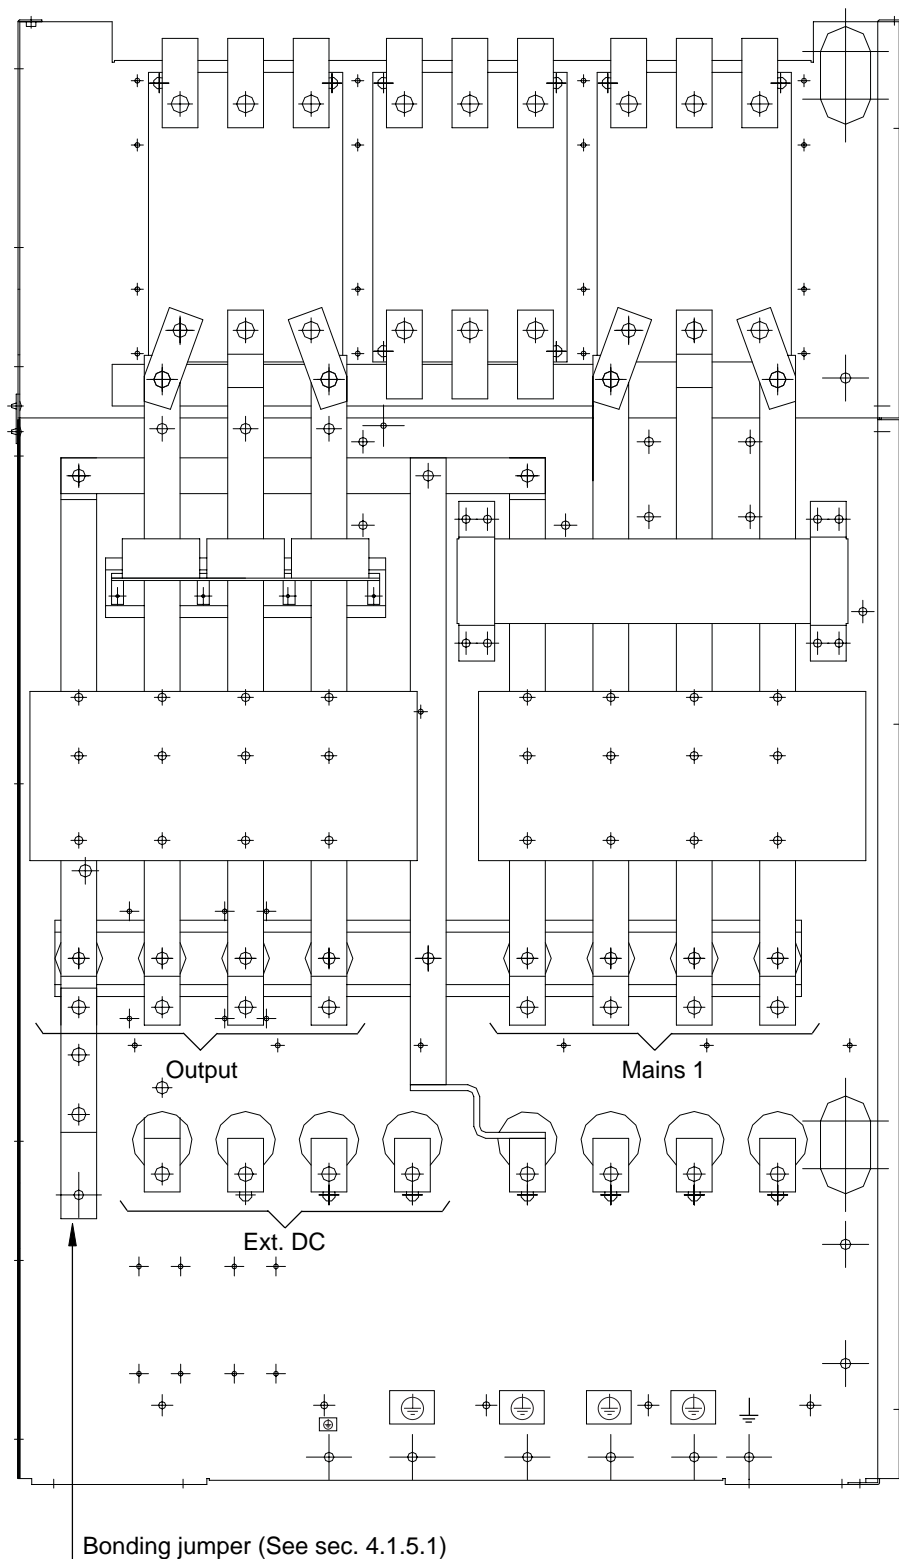 Output
Mains 1
Ext. DC
Bonding jumper (See sec. 4.1.5.1)